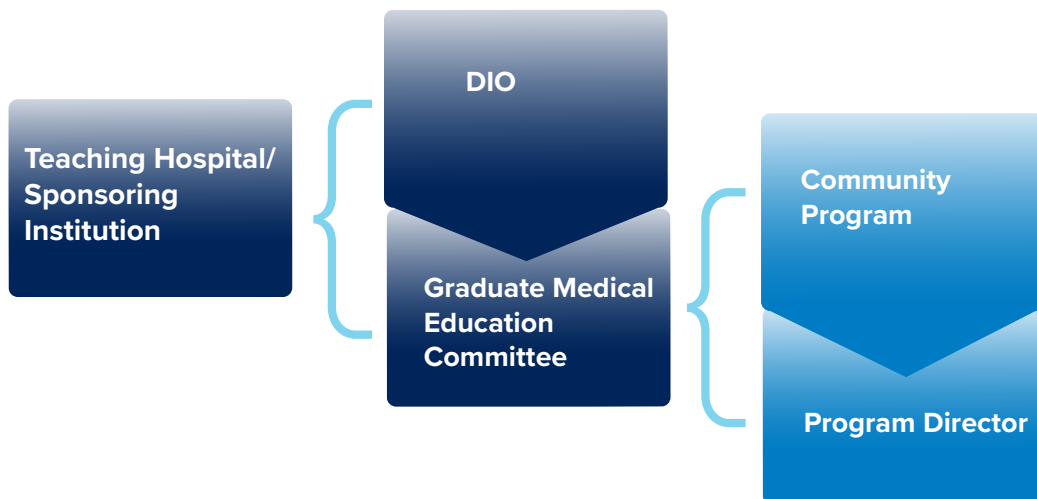 Teaching Hospital/
Sponsoring
Institution
DIO
Graduate Medical
Education
Committee
Community
Program
Program Director